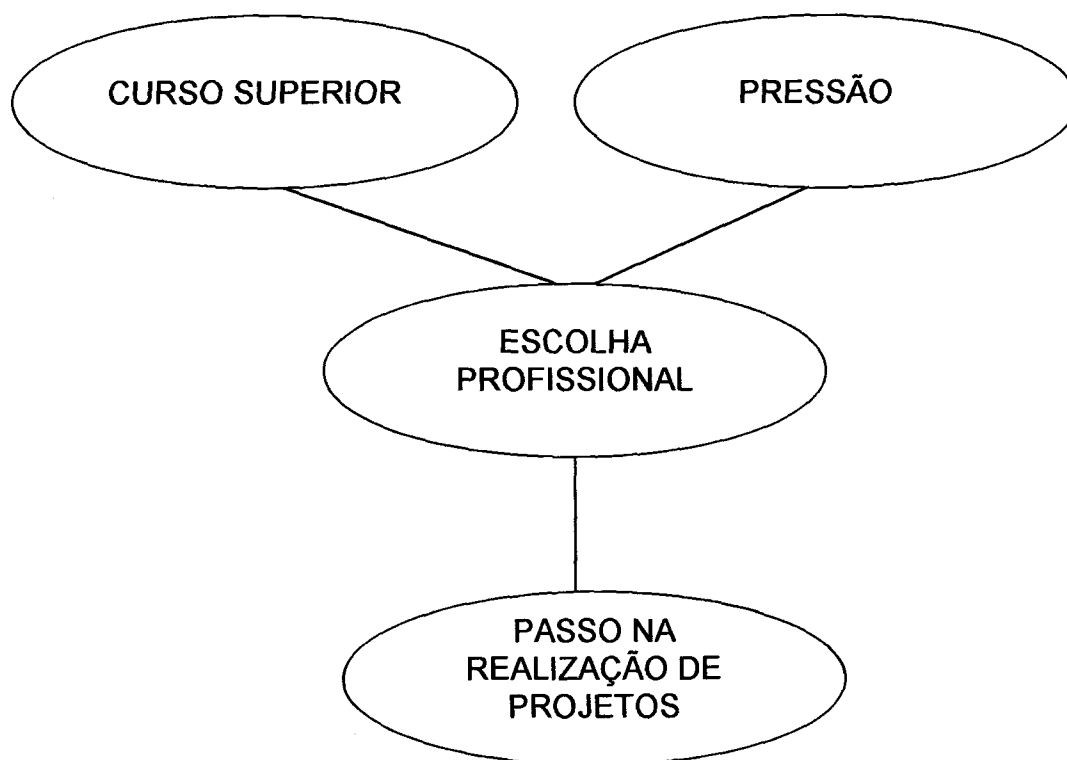 CURSO SUPERIOR
PRESSÃO
ESCOLHA
PROFISSIONAL
PASSO NA
REALIZAÇÃO DE
PROJETOS